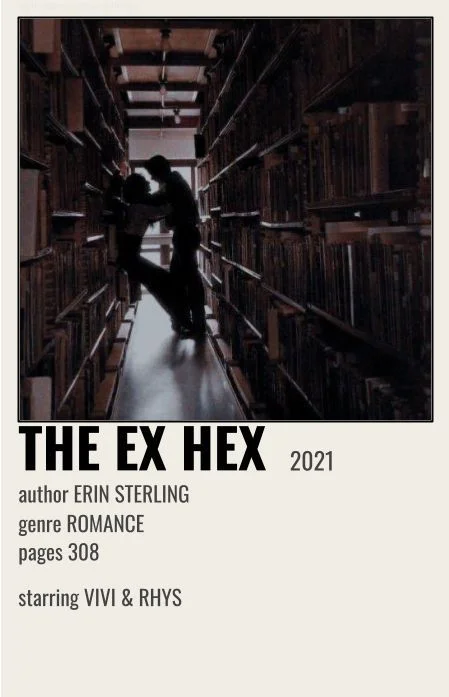 THE EX HEX 2021
author ERIN STERLING
genre ROMANCE
pages 308
starring VIVI & RHYS